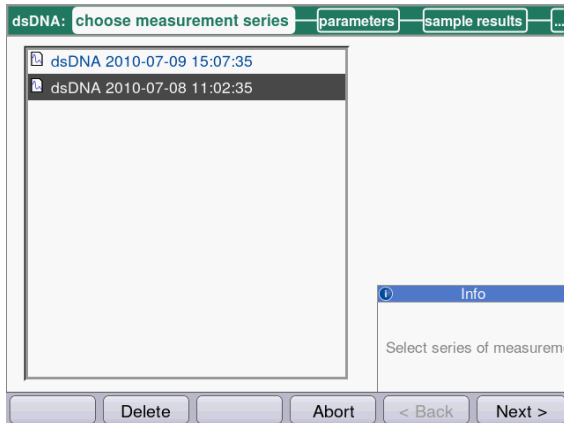 dsDNA: choose measurement series parameters sample results ...
dsDNA 2010-07-09 15:07:35
dsDNA 2010-07-08 11:02:35
Info
Select series of measurem
Delete Abort < Back Next >